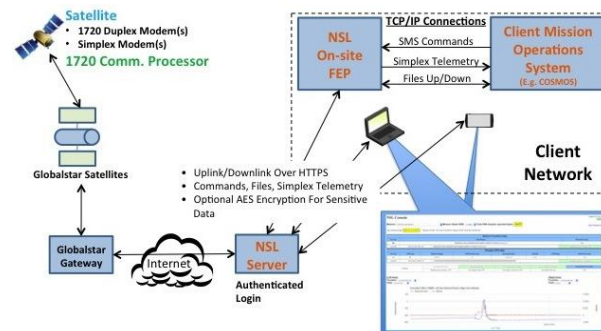 Satellite
• 1720 Duplex Modem(s)
• Simplex Modem(s)
1720 Comm. Processor
Globalstar Satellites
Globalstar
Gateway
Internet
NSL
Server
Authenticated
Login
• Uplink/Downlink Over HTTPS
• Commands, Files, Simplex Telemetry
• Optional AES Encryption For Sensitive
Data
NSL
On-site
FEP
TCP/IP Connections
SMS Commands
Simplex Telemetry
Files Up/Down
Client Mission
Operations
System
(E.g. COSMOS)
Client
Network